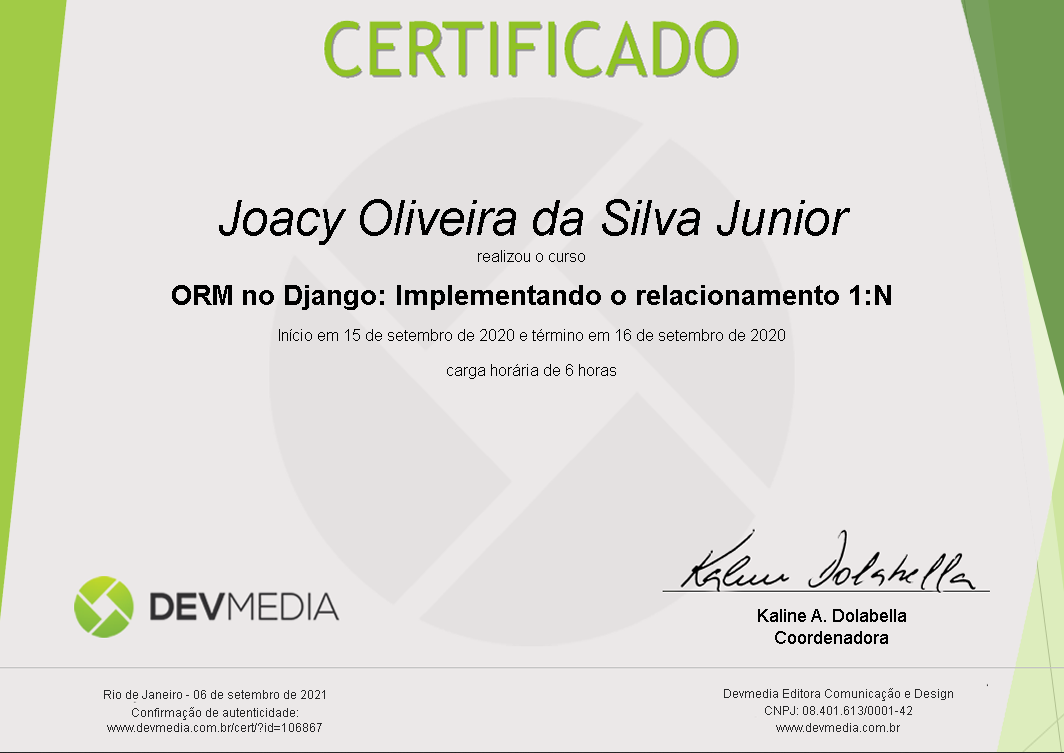 CERTIFICADO
Joacy Oliveira da Silva Junior
realizou o curso
ORM no Django: Implementando o relacionamento 1:N
Início em 15 de setembro de 2020 e término em 16 de setembro de 2020
carga horária de 6 horas
Kaline Dolabella
DEVMEDIA
Kaline A. Dolabella
Coordenadora
Rio de Janeiro - 06 de setembro de 2021
Confirmação de autenticidade:
www.devmedia.com.br/cert/?id=106867
Devmedia Editora Comunicação e Design
CNPJ: 08.401.613/0001-42
www.devmedia.com.br